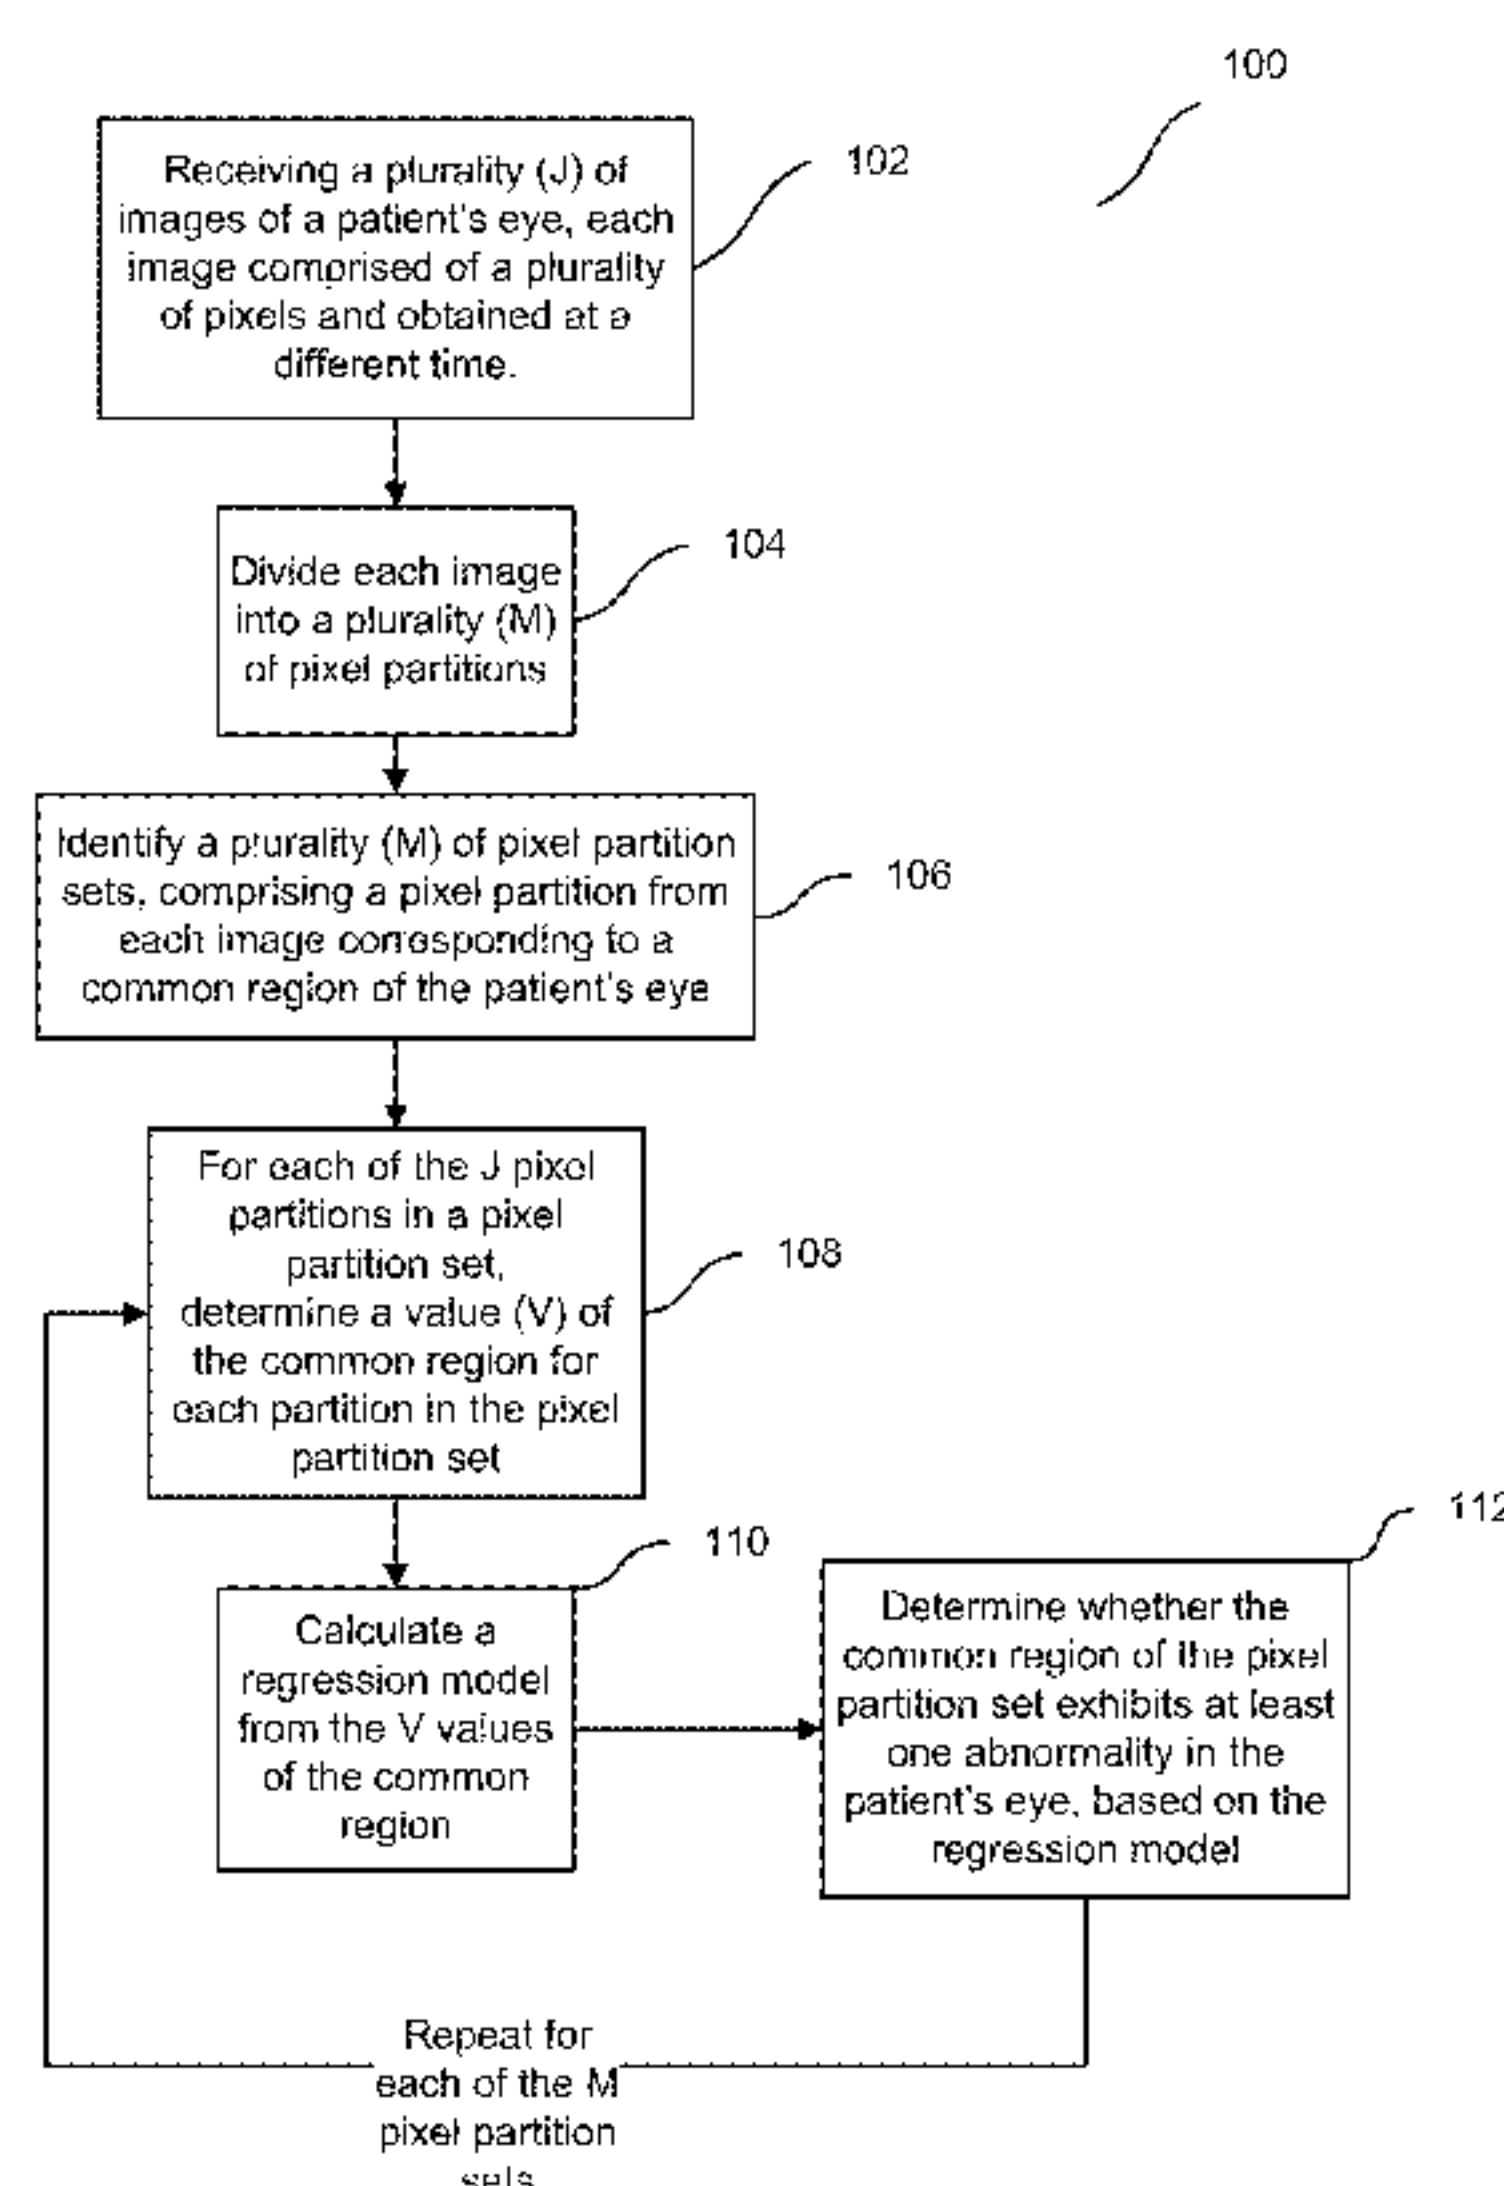 100
Receiving a plurality (J) of
images of a patient's eye, each
image comprised of a plurality
of pixels and obtained at a
different time.
102
Divide each image
into a plurality (M)
of pixel partitions
104
Identify a plurality (M) of pixel partition
sets, comprising a pixel partition from
each image corresponding to a
common region of the patient's eye
106
For each of the J pixel
partitions in a pixel
partition set,
determine a value (V) of
the common region for
each partition in the pixel
partition set
108
Calculate a
regression model
from the V values
of the common
region
110
Determine whether the
common region of the pixel
partition set exhibits at least
one abnormality in the
patient's eye, based on the
regression model
112
Repeat for
each of the M
pixel partition
sets